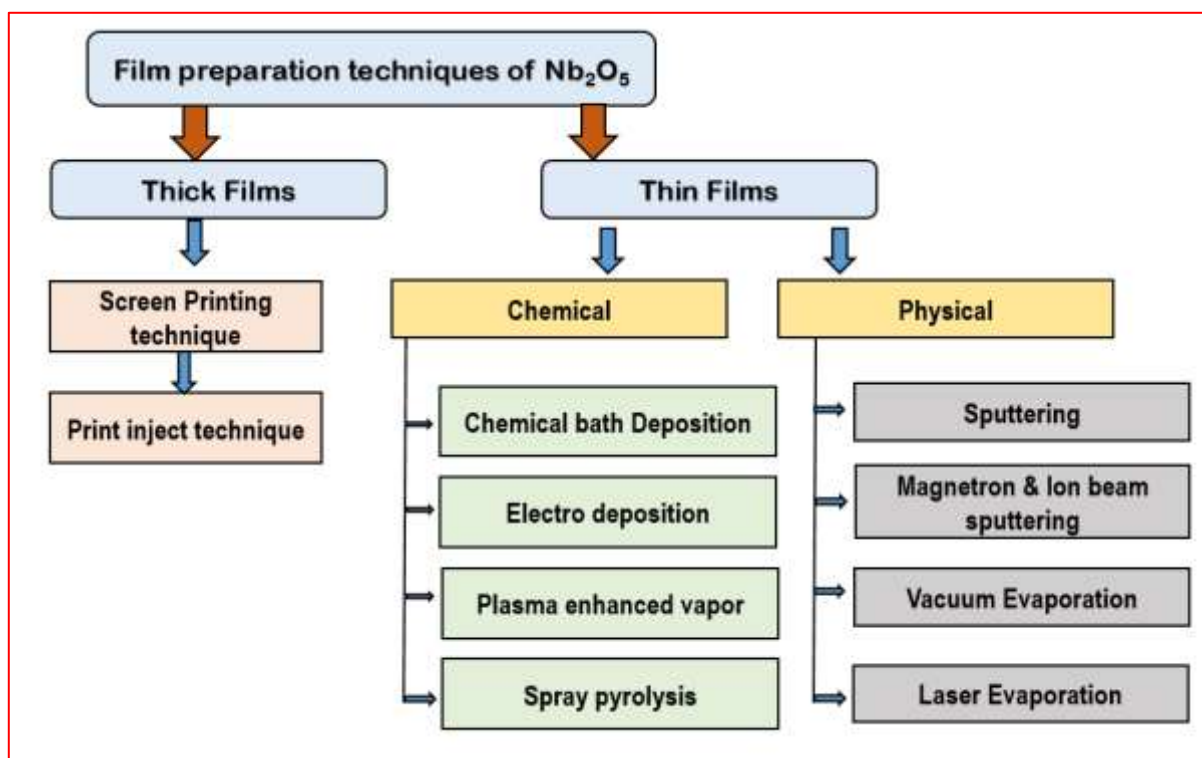 Film preparation techniques of Nb₂O₅
Thick Films
Thin Films
Screen Printing
technique
Print inject technique
Chemical
Chemical bath Deposition
Electro deposition
Plasma enhanced vapor
Spray pyrolysis
Physical
Sputtering
Magnetron & Ion beam
sputtering
Vacuum Evaporation
Laser Evaporation